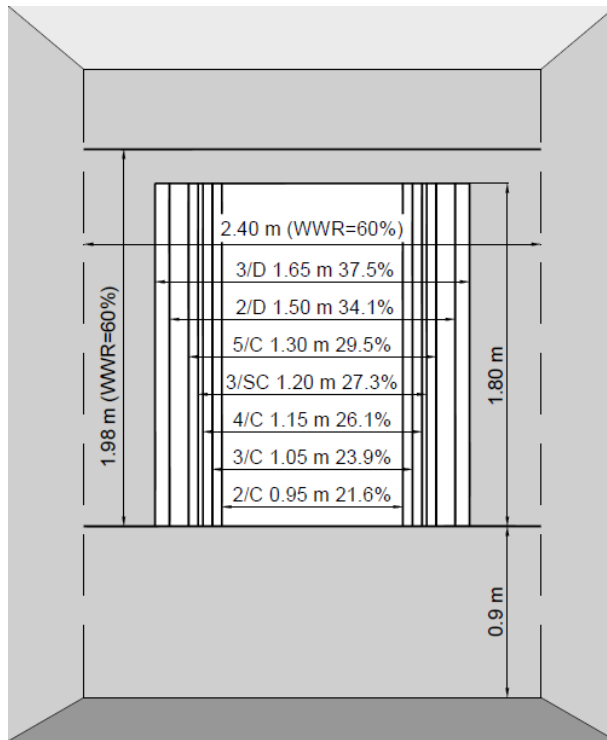 2.40 m (WWR=60%)
3/D 1.65 m 37.5%
2/D 1.50 m 34.1%
5/C 1.30 m 29.5%
3/SC 1.20 m 27.3%
4/C 1.15 m 26.1%
3/C 1.05 m 23.9%
2/C 0.95 m 21.6%
1.98 m (WWR=60%)
1.80 m
0.9 m